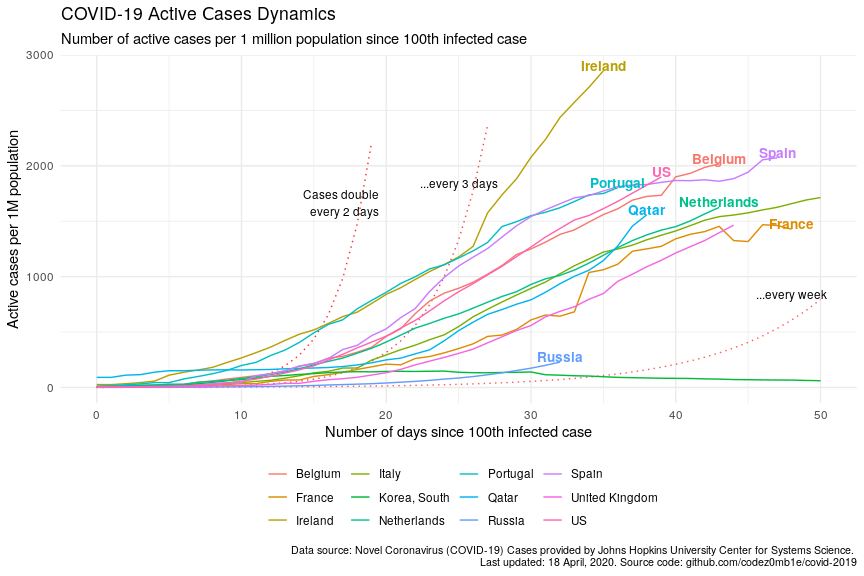 COVID-19 Active Cases Dynamics
Number of active cases per 1 million population since 100th infected case
3000
2000
1000
0
Active cases per 1M population
Ireland
Belgium
Spain
US
Portugal
...every 3 days
Cases double
every 2 days
Qatar
Netherlands
France
...every week
Russia
0 10 20 30 40 50
Number of days since 100th infected case
Belgium Italy Portugal Spain
France Korea, South Qatar United Kingdom
Ireland Netherlands Russia US
Data source: Novel Coronavirus (COVID-19) Cases provided by Johns Hopkins University Center for Systems Science.
Last updated: 18 April, 2020. Source code: github.com/codez0mb1e/covid-2019